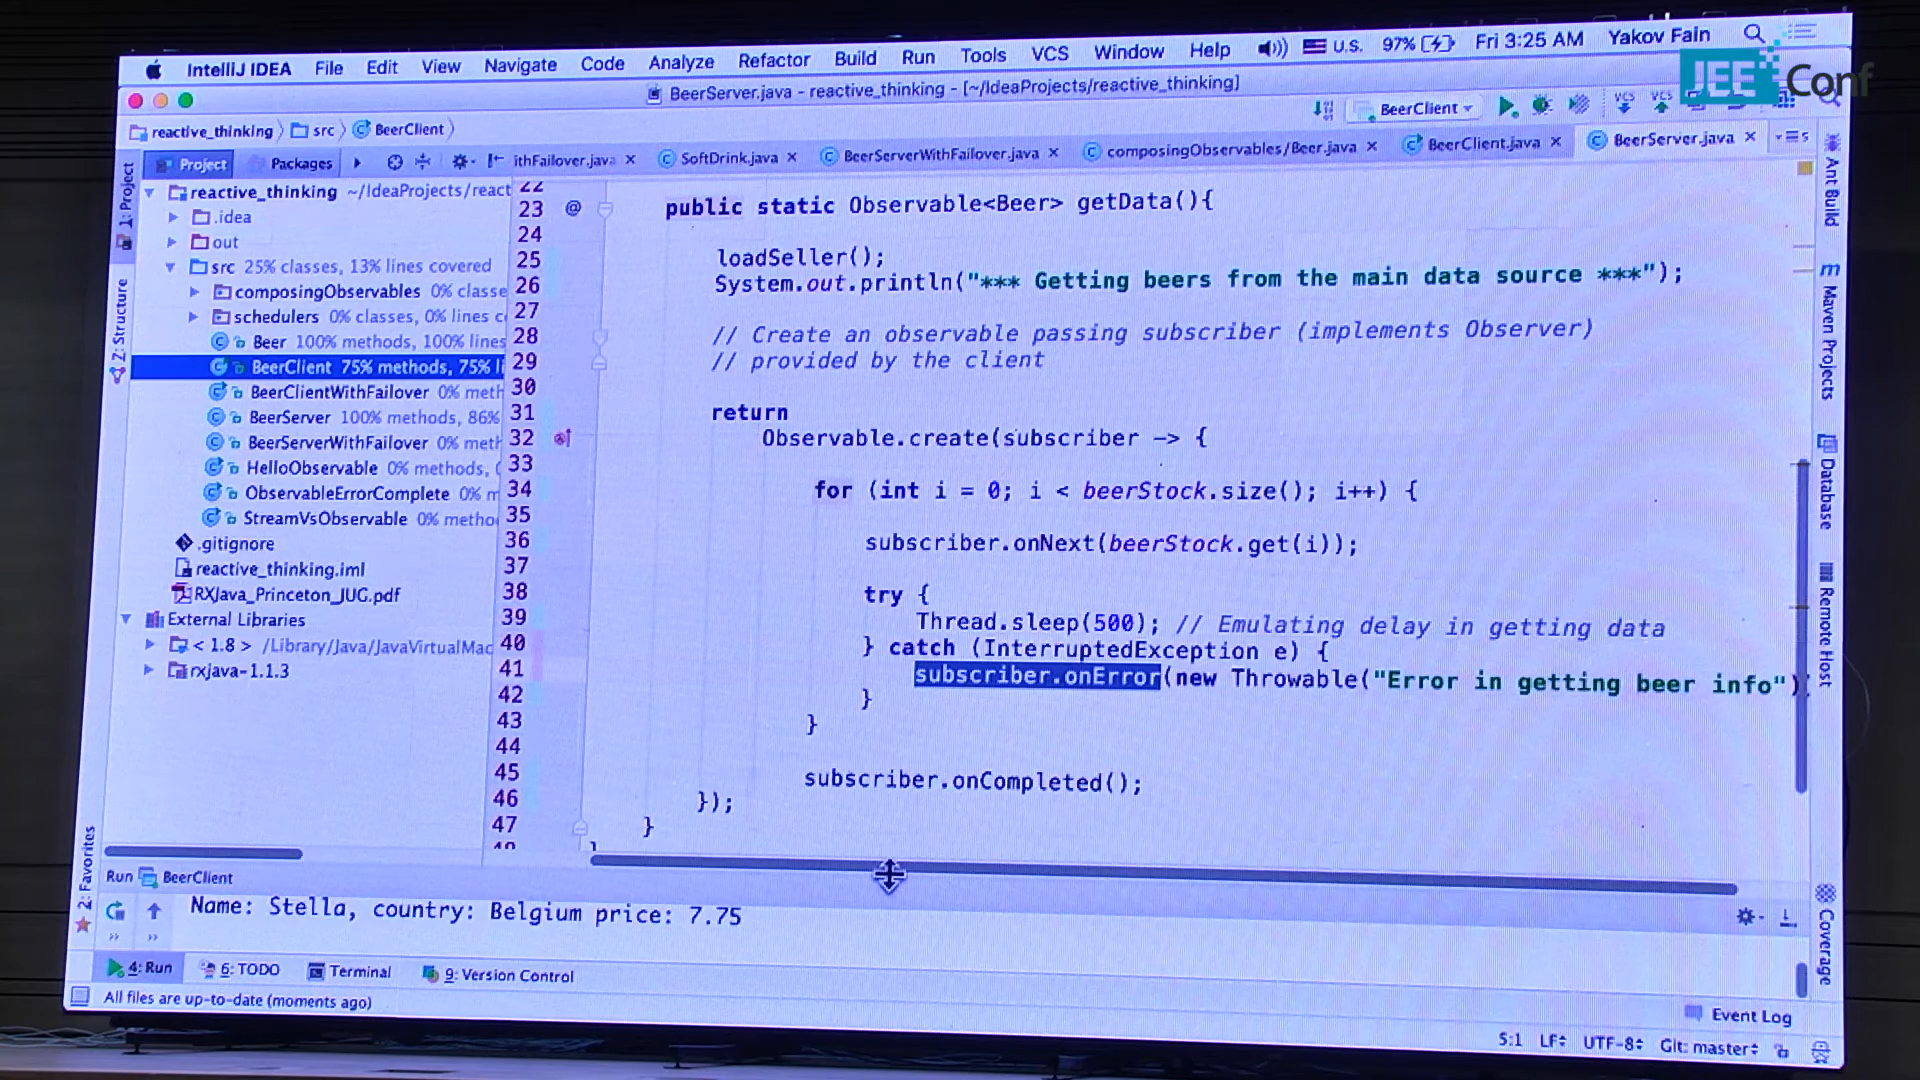 IntelliJ IDEA File Edit View Navigate Code Analyze Refactor Build Run Tools VCS Window Help U.S. 97% Fri 3:25 AM Yakov Fain
JEE Conf
BeerServer.java - reactive_thinking - [~/IdeaProjects/reactive_thinking]
BeerClient
VCS VCS
reactive_thinking src BeerClient
Project Packages
ithFailover.java SoftDrink.java BeerServerWithFailover.java composingObservables/Beer.java BeerClient.java BeerServer.java
1: Project
Z: Structure
2: Favorites
reactive_thinking ~/IdeaProjects/react
.idea
out
src 25% classes, 13% lines covered
composingObservables 0% classe
schedulers 0% classes, 0% lines c
Beer 100% methods, 100% lines
BeerClient 75% methods, 75% li
BeerClientWithFailover 0% meth
BeerServer 100% methods, 86%
BeerServerWithFailover 0% meth
HelloObservable 0% methods,
ObservableErrorComplete 0% m
StreamVsObservable 0% metho
.gitignore
reactive_thinking.iml
RXJava_Princeton_JUG.pdf
External Libraries
< 1.8 > /Library/Java/JavaVirtualMac
rxjava-1.1.3
22
23 public static Observable<Beer> getData(){
24
25 loadSeller();
26 System.out.println("*** Getting beers from the main data source ***");
27
28 // Create an observable passing subscriber (implements Observer)
29 // provided by the client
30
31 return
32 Observable.create(subscriber -> {
33
34 for (int i = 0; i < beerStock.size(); i++) {
35
36 subscriber.onNext(beerStock.get(i));
37
38 try {
39 Thread.sleep(500); // Emulating delay in getting data
40 } catch (InterruptedException e) {
41 subscriber.onError(new Throwable("Error in getting beer info")
42 }
43 }
44
45 subscriber.onCompleted();
46 });
47 }
Ant Build
Maven Projects
Database
Remote Host
Coverage
Run BeerClient
Name: Stella, country: Belgium price: 7.75
4: Run 6: TODO Terminal 9: Version Control
All files are up-to-date (moments ago)
Event Log
5:1 LF UTF-8 Git: master